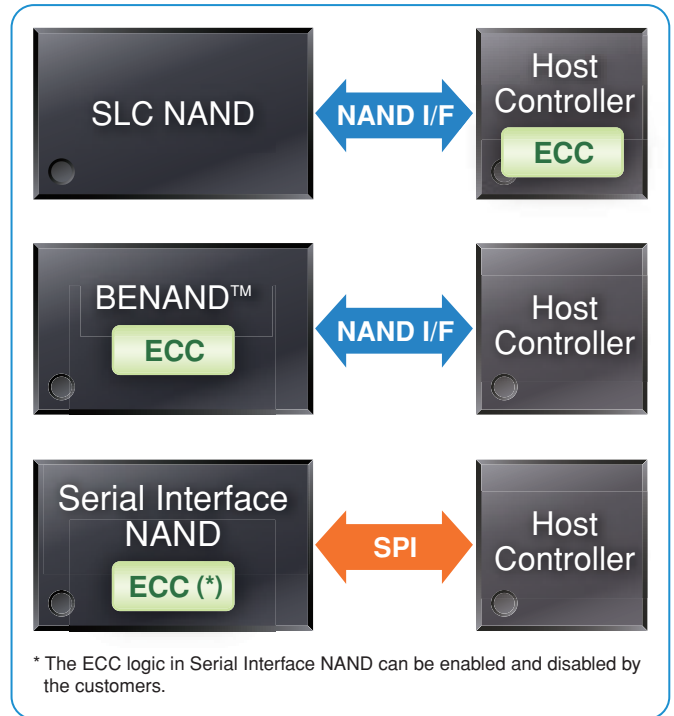 SLC NAND
NAND I/F
Host
Controller
ECC
BENAND™
ECC
NAND I/F
Host
Controller
Serial Interface
NAND
ECC (*)
SPI
Host
Controller
* The ECC logic in Serial Interface NAND can be enabled and disabled by
the customers.